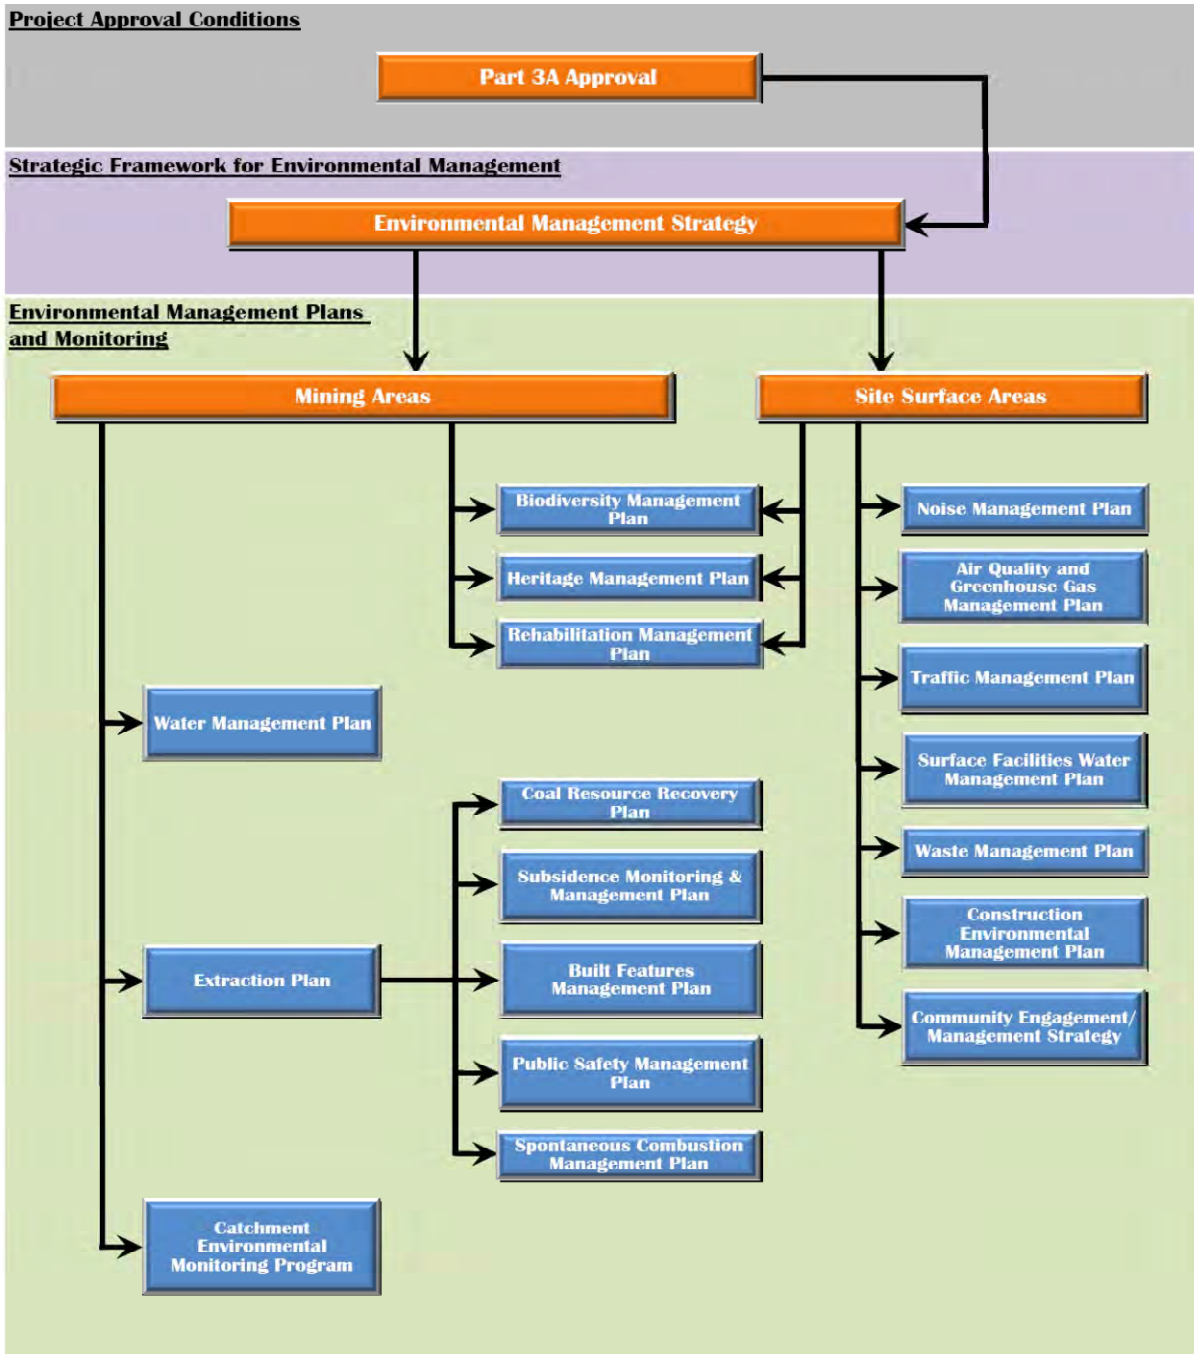 Project Approval Conditions
Part 3A Approval
Strategic Framework for Environmental Management
Environmental Management Strategy
Environmental Management Plans
and Monitoring
Mining Areas
Site Surface Areas
Biodiversity Management
Plan
Heritage Management Plan
Rehabilitation Management
Plan
Noise Management Plan
Air Quality and
Greenhouse Gas
Management Plan
Traffic Management Plan
Surface Facilities Water
Management Plan
Waste Management Plan
Construction
Environmental
Management Plan
Community Engagement/
Management Strategy
Water Management Plan
Extraction Plan
Catchment
Environmental
Monitoring Program
Coal Resource Recovery
Plan
Subsidence Monitoring &
Management Plan
Built Features
Management Plan
Public Safety Management
Plan
Spontaneous Combustion
Management Plan